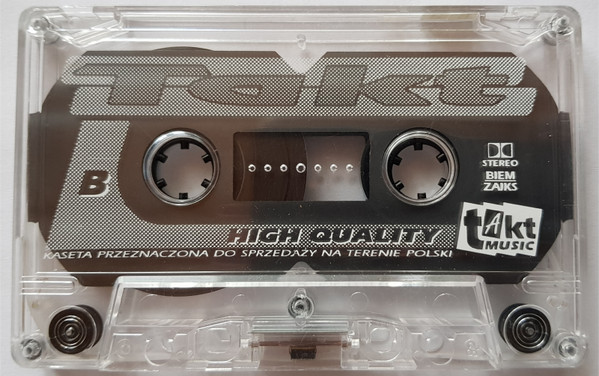 Takt
B
STEREO
BIEM
ZAIKS
HIGH QUALITY
tAkt
MUSIC
KASETA PRZEZNACZONA DO SPRZEDAŻY NA TERENIE POLSKI